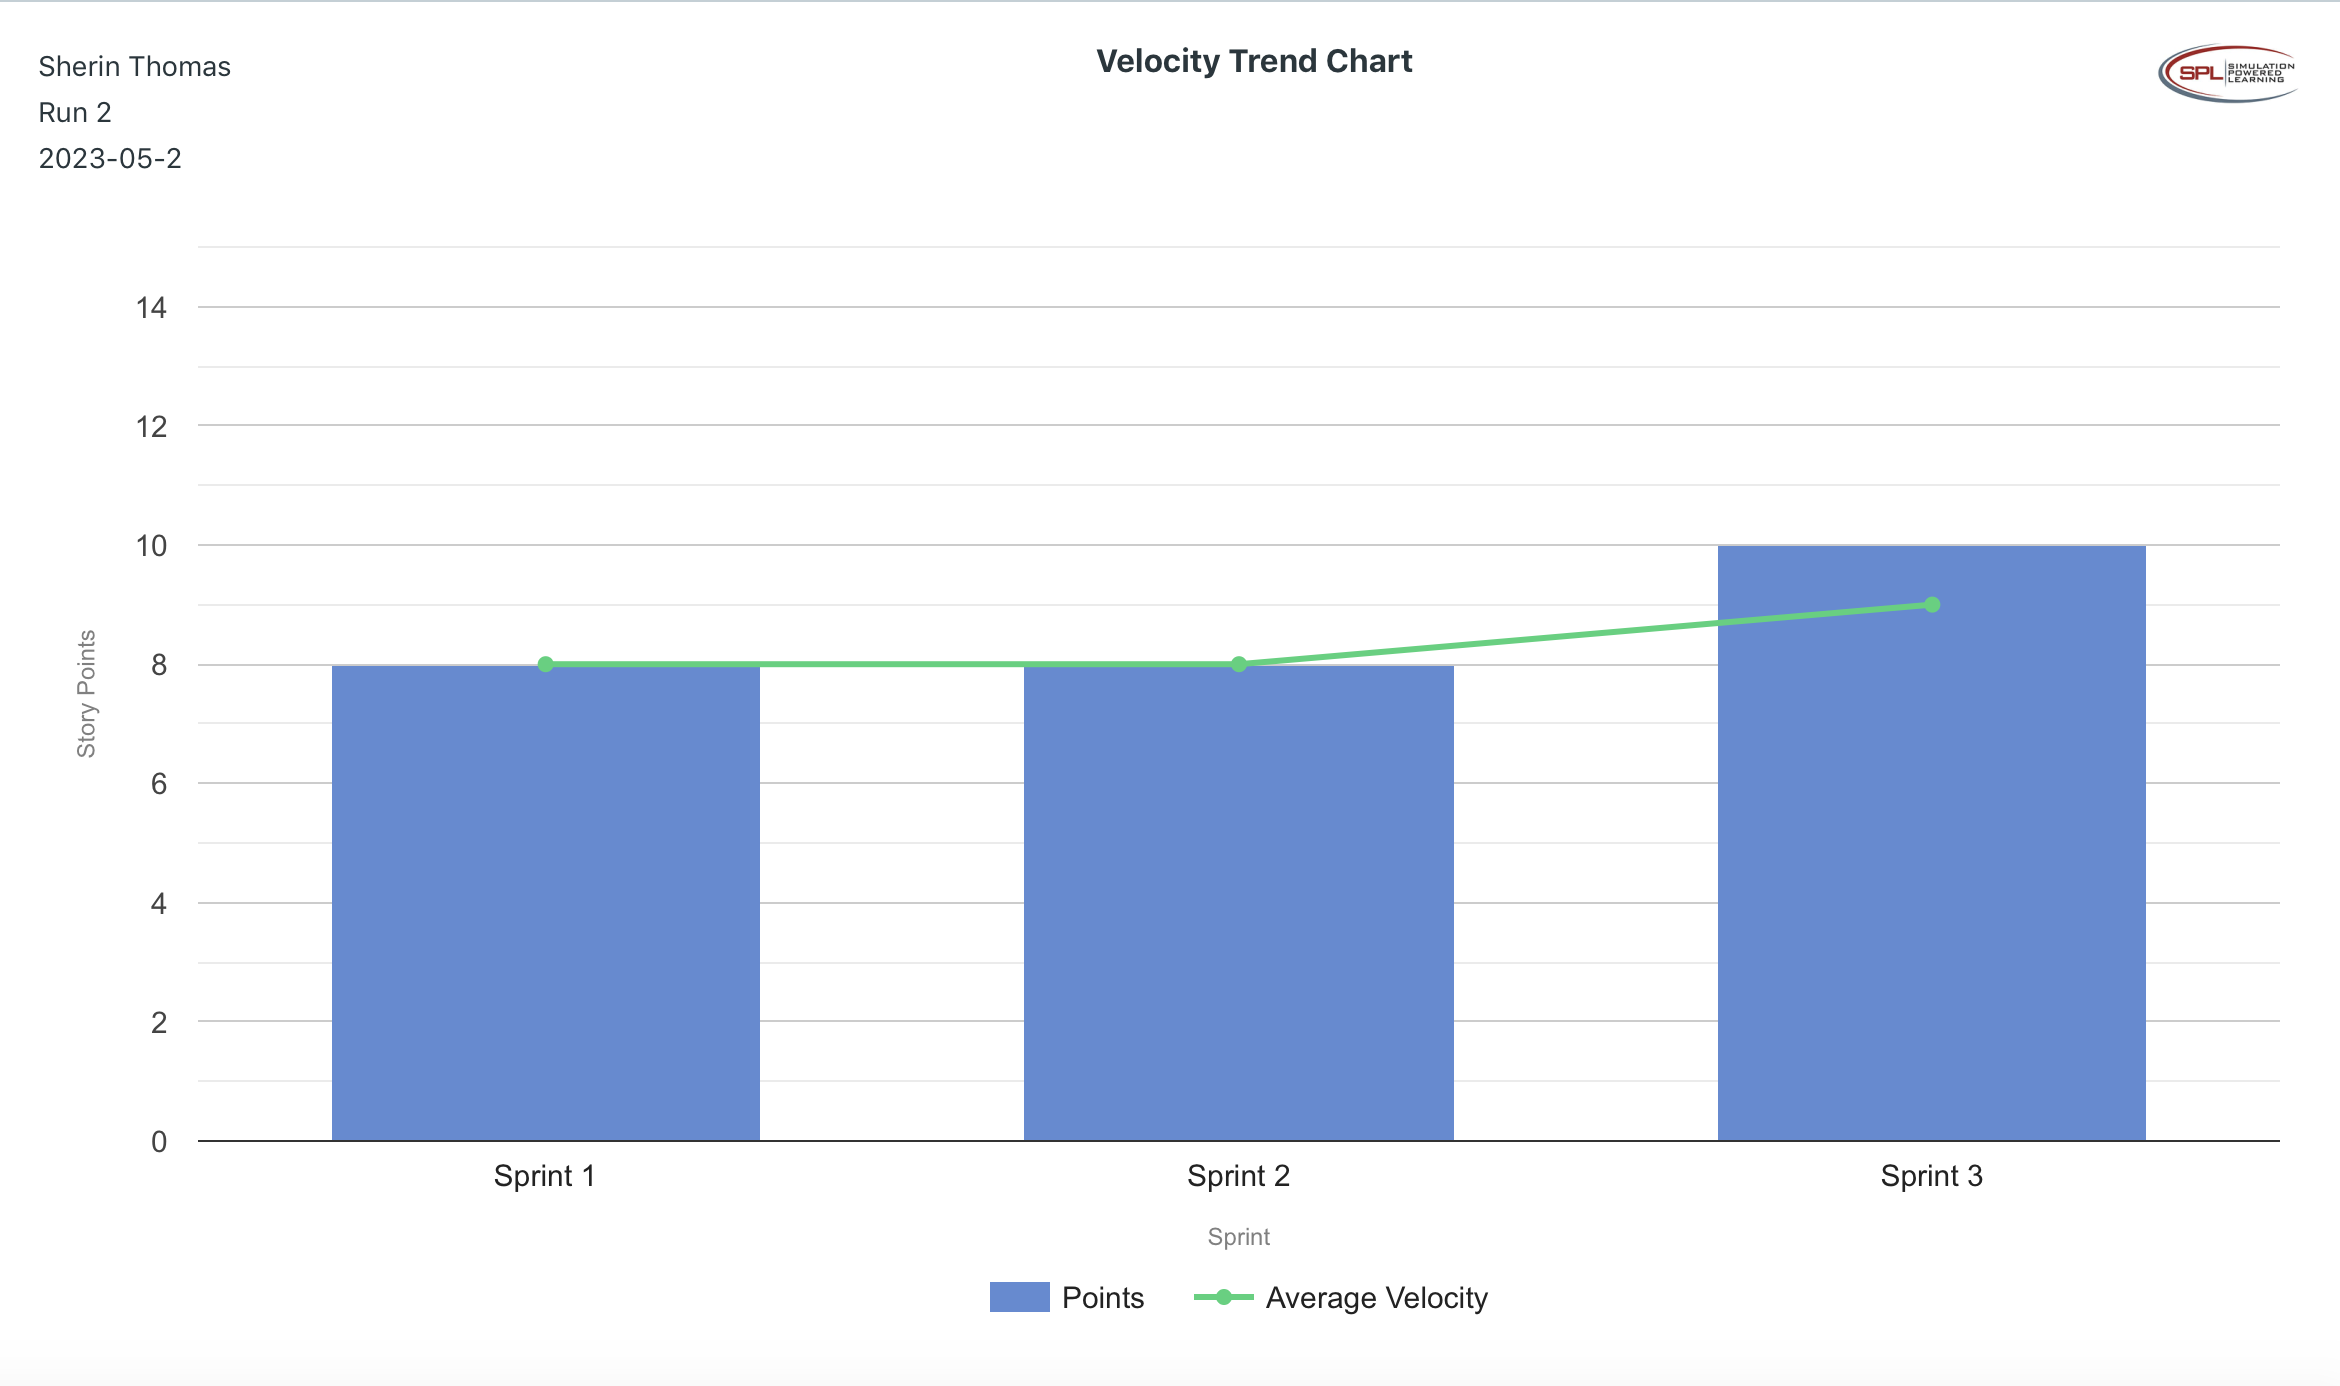 Sherin Thomas
Run 2
2023-05-2
Velocity Trend Chart
SPL
SIMULATION
POWERED
LEARNING
14
12
10
8
6
4
2
0
Story Points
Sprint 1
Sprint 2
Sprint 3
Sprint
Points
Average Velocity